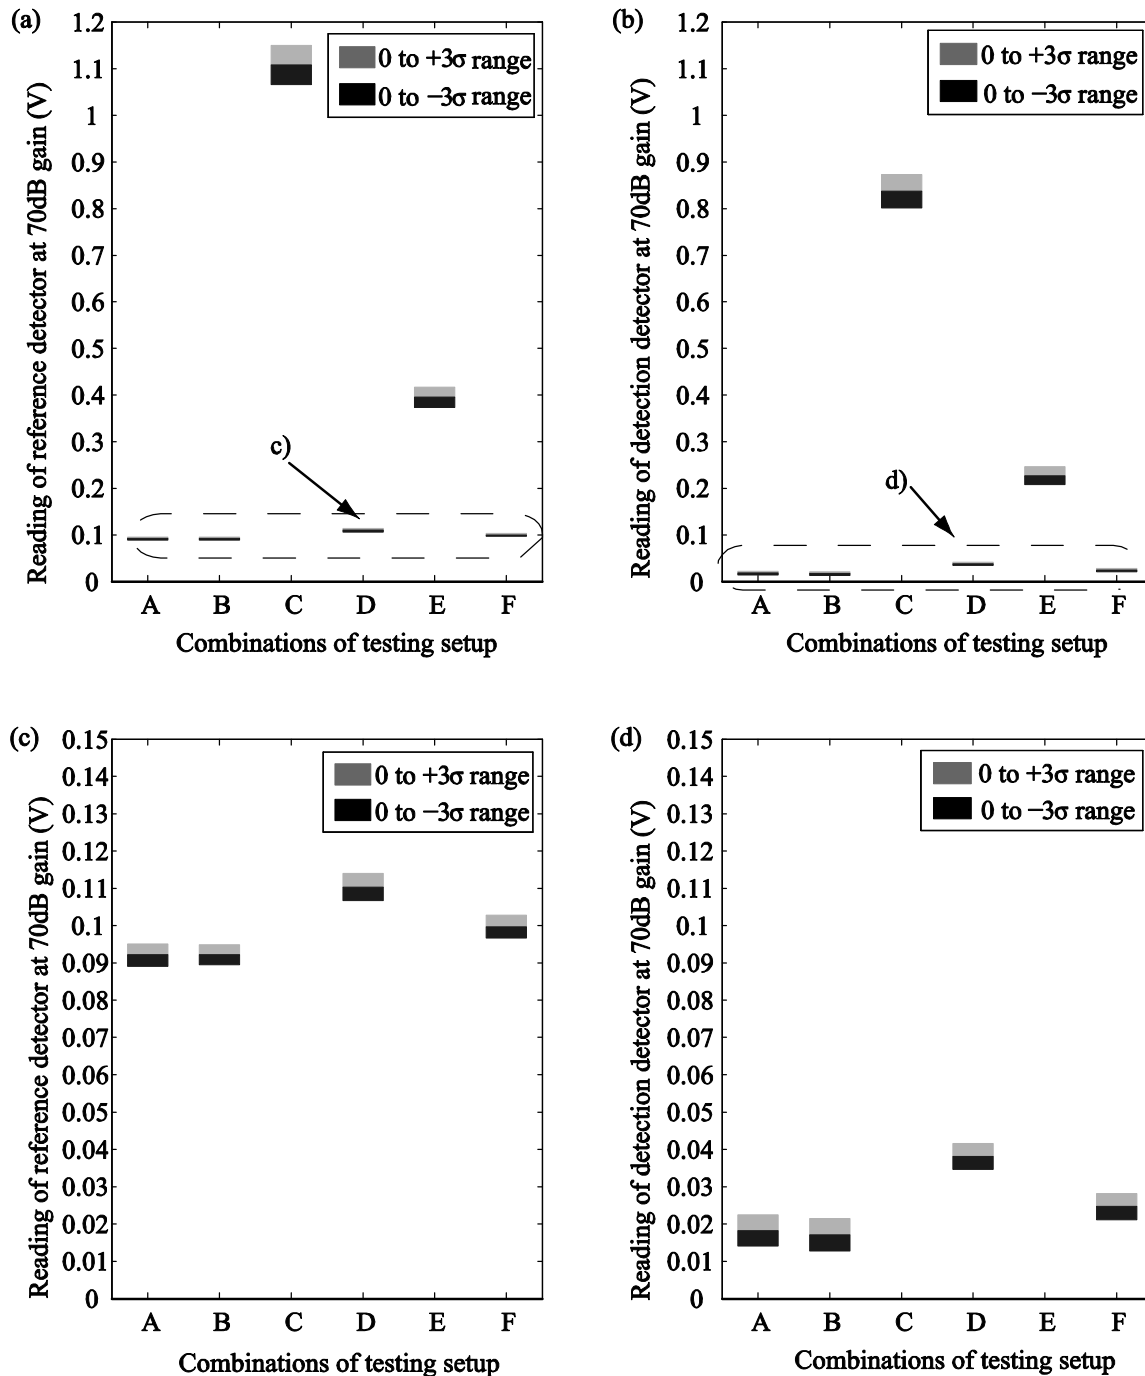 (a)
Reading of reference detector at 70dB gain (V)
1.2
1.1
1
0.9
0.8
0.7
0.6
0.5
0.4
0.3
0.2
0.1
0
0 to +3σ range
0 to −3σ range
c)
A B C D E F
Combinations of testing setup
(b)
Reading of detection detector at 70dB gain (V)
1.2
1.1
1
0.9
0.8
0.7
0.6
0.5
0.4
0.3
0.2
0.1
0
0 to +3σ range
0 to −3σ range
d)
A B C D E F
Combinations of testing setup
(c)
Reading of reference detector at 70dB gain (V)
0.15
0.14
0.13
0.12
0.11
0.1
0.09
0.08
0.07
0.06
0.05
0.04
0.03
0.02
0.01
0
0 to +3σ range
0 to −3σ range
A B C D E F
Combinations of testing setup
(d)
Reading of detection detector at 70dB gain (V)
0.15
0.14
0.13
0.12
0.11
0.1
0.09
0.08
0.07
0.06
0.05
0.04
0.03
0.02
0.01
0
0 to +3σ range
0 to −3σ range
A B C D E F
Combinations of testing setup